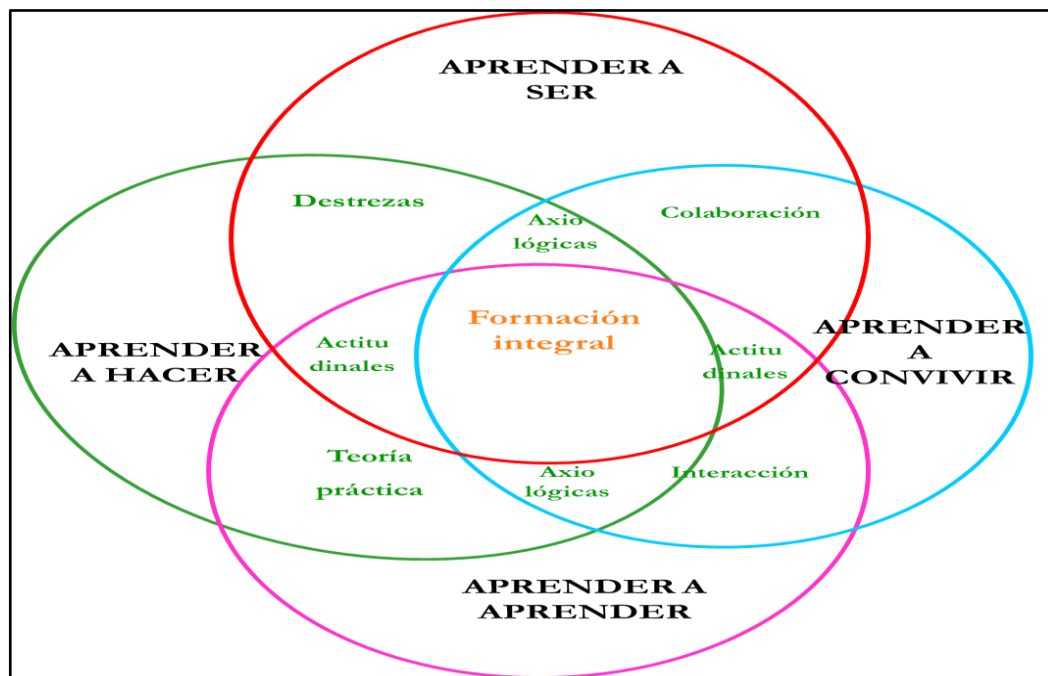 APRENDER A
SER
Destrezas
Axio
lógicas
Colaboración
Formación
integral
APRENDER
A HACER
Actitu
dinales
Actitu
dinales
APRENDER
A
CONVIVIR
Teoría
práctica
Axio
lógicas
Interacción
APRENDER A
APRENDER